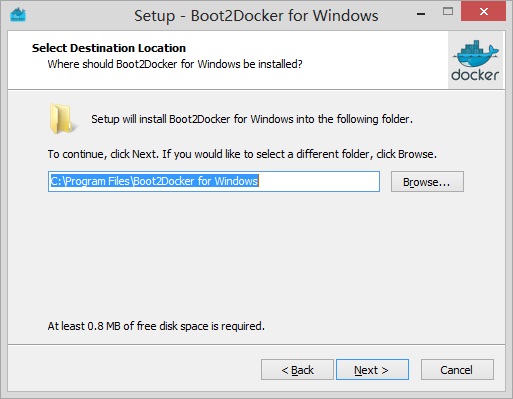 Setup - Boot2Docker for Windows
Select Destination Location
Where should Boot2Docker for Windows be installed?
docker
Setup will install Boot2Docker for Windows into the following folder.
To continue, click Next. If you would like to select a different folder, click Browse.
C:\Program Files\Boot2Docker for Windows
Browse...
At least 0.8 MB of free disk space is required.
< Back
Next >
Cancel